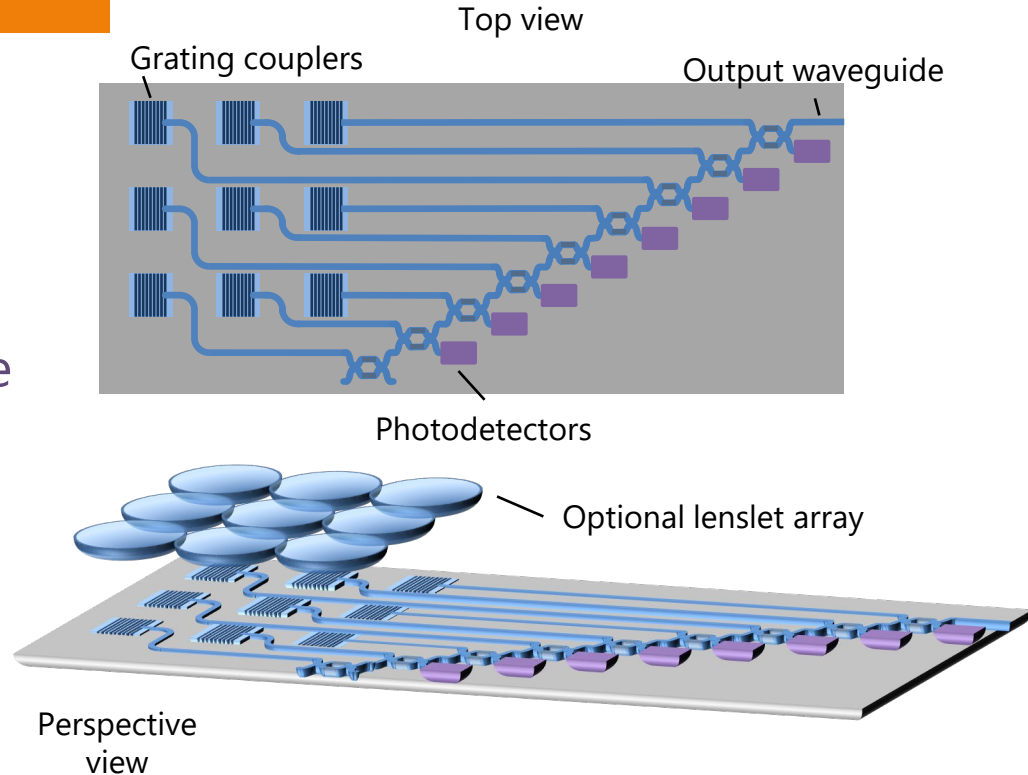 Top view
Grating couplers
Output waveguide
e
Photodetectors
Optional lenslet array
Perspective
view